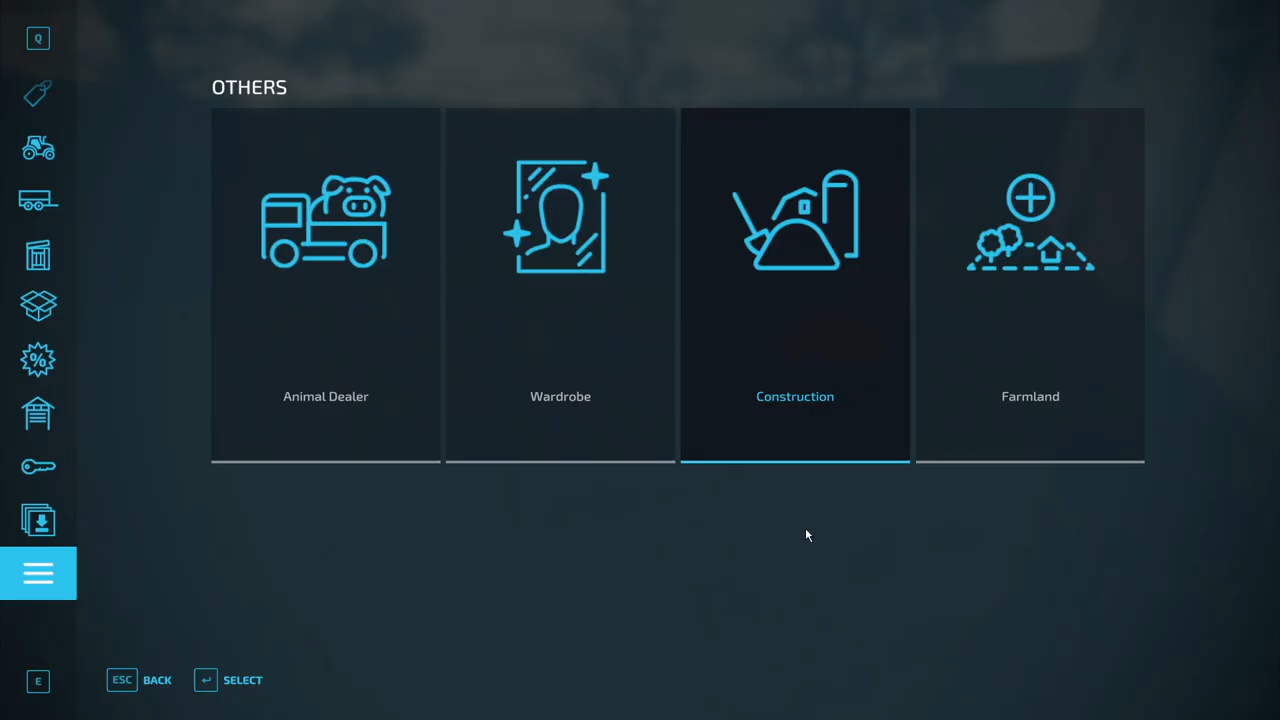 Q
OTHERS
Animal Dealer
Wardrobe
Construction
Farmland
%
E
ESC BACK
SELECT